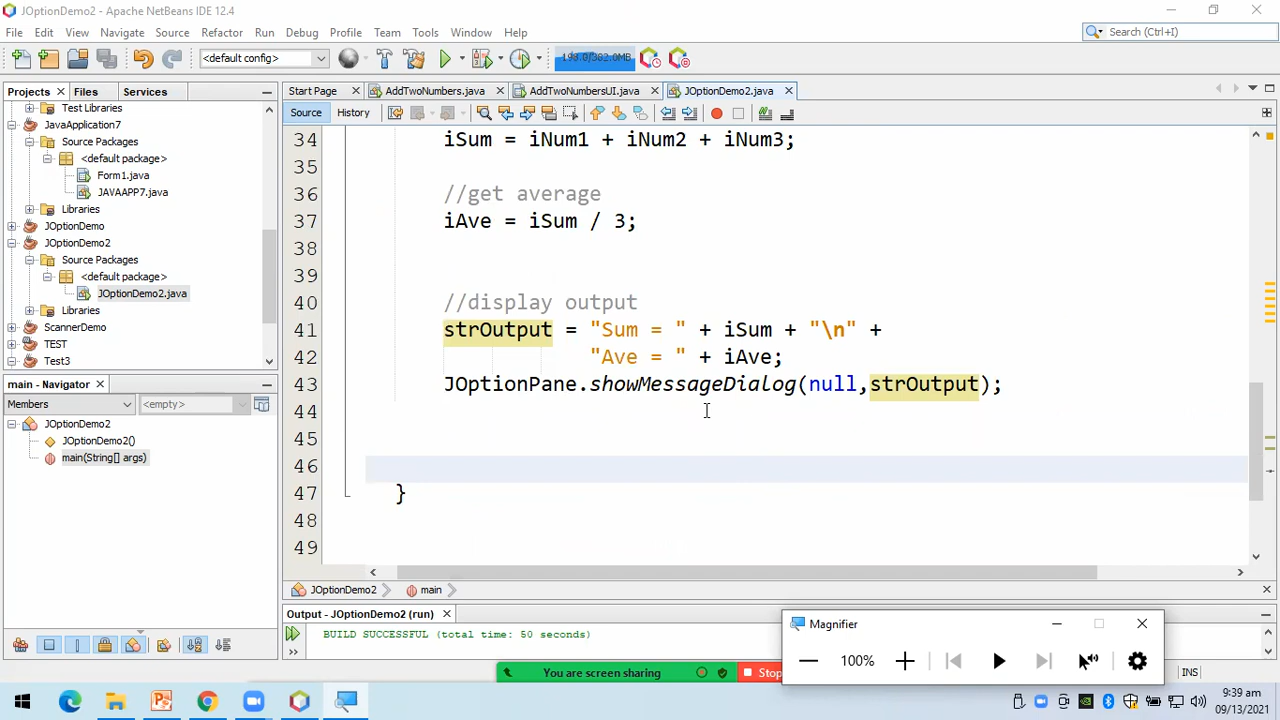 JOptionDemo2 - Apache NetBeans IDE 12.4
File Edit View Navigate Source Refactor Run Debug Profile Team Tools Window Help
Search (Ctrl+I)
<default config>
198.0/382.0MB
Projects Files Services
Start Page AddTwoNumbers.java AddTwoNumbersUI.java JOptionDemo2.java
Source History
Test Libraries
JavaApplication7
Source Packages
<default package>
Form1.java
JAVAAPP7.java
Libraries
JOptionDemo
JOptionDemo2
Source Packages
<default package>
JOptionDemo2.java
Libraries
ScannerDemo
TEST
Test3
34 iSum = iNum1 + iNum2 + iNum3;
35
36 //get average
37 iAve = iSum / 3;
38
39
40 //display output
41 strOutput = "Sum = " + iSum + "\n" +
42 "Ave = " + iAve;
43 JOptionPane.showMessageDialog(null,strOutput);
44
45
46
47 }
48
49
main - Navigator
Members <empty>
JOptionDemo2
JOptionDemo2()
main(String[] args)
JOptionDemo2 main
Output - JOptionDemo2 (run)
BUILD SUCCESSFUL (total time: 50 seconds)
Magnifier
100%
You are screen sharing
Stop
INS
9:39 am
09/13/2021